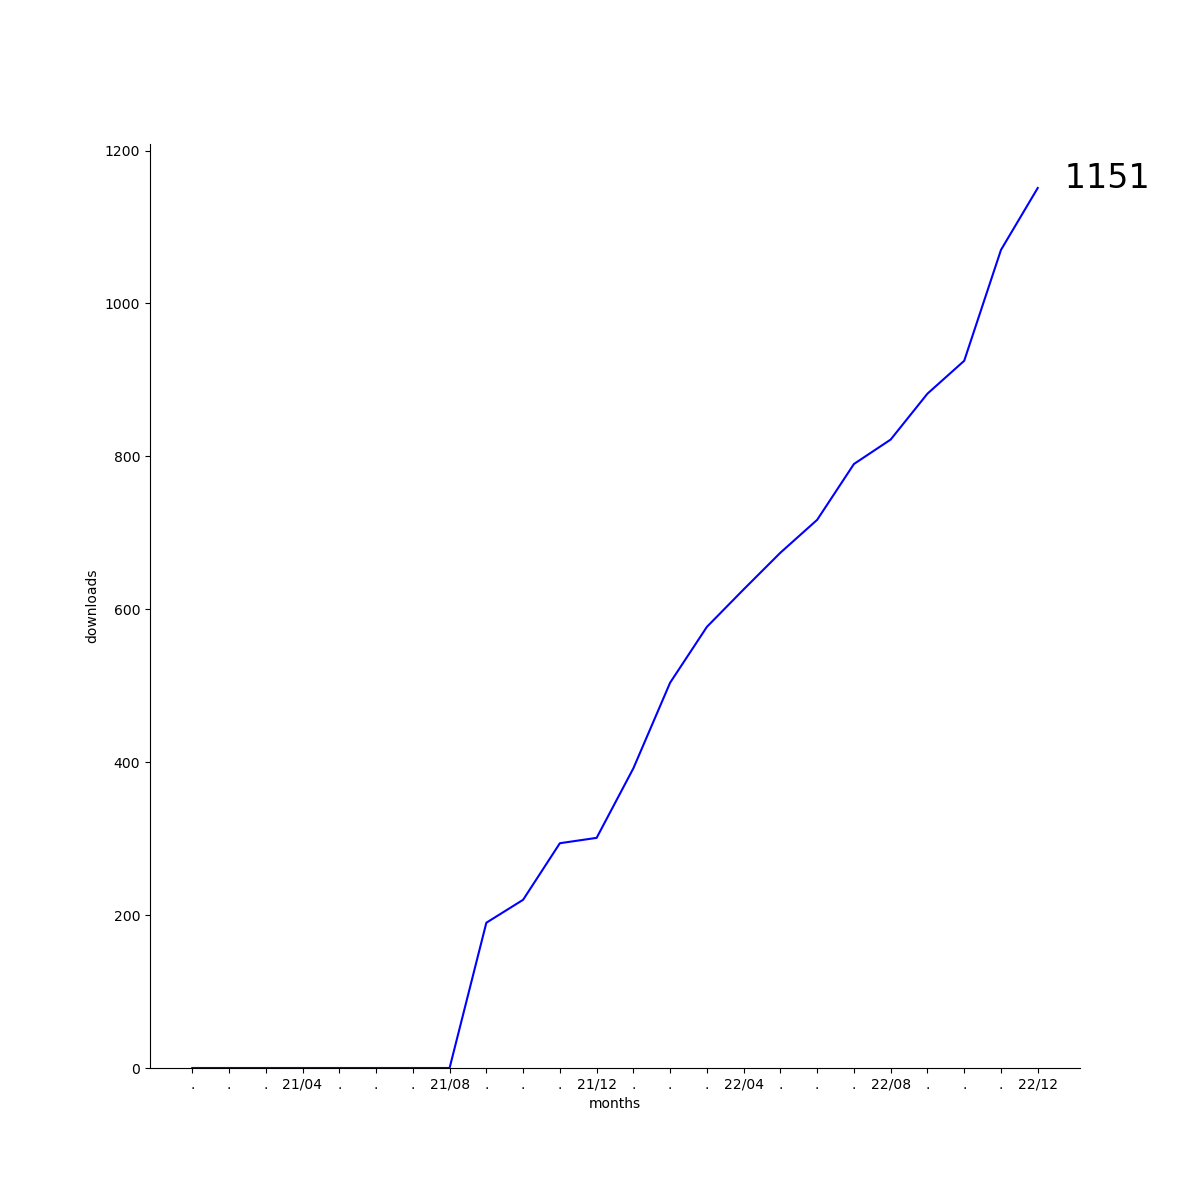 1200
1151
1000
800
downloads
600
400
200
0
. . . 21/04 . . . 21/08 . . . 21/12 . . . 22/04 . . . 22/08 . . . 22/12
months